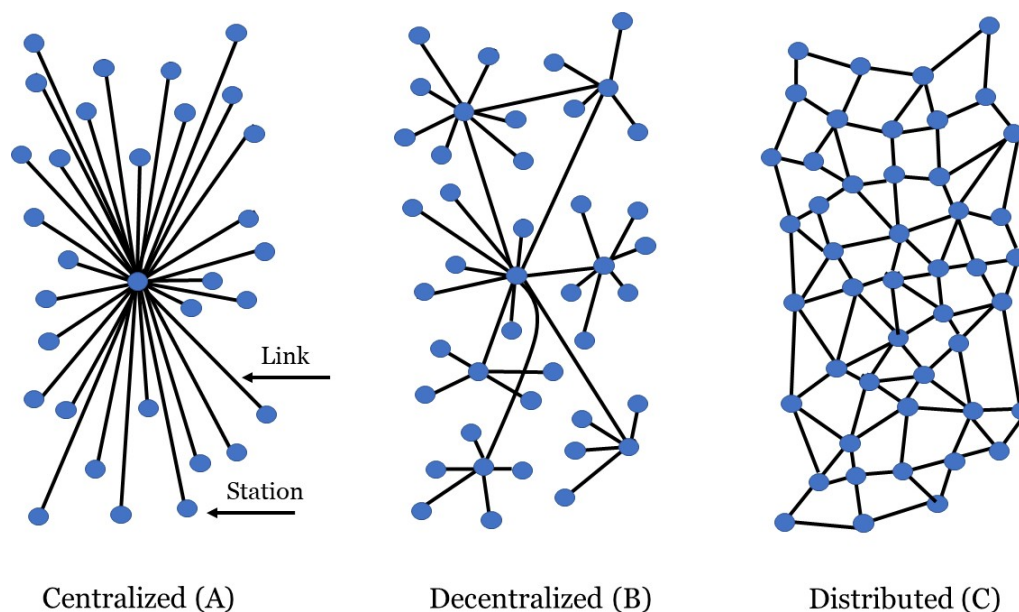 Link
Station
Centralized (A)
Decentralized (B)
Distributed (C)